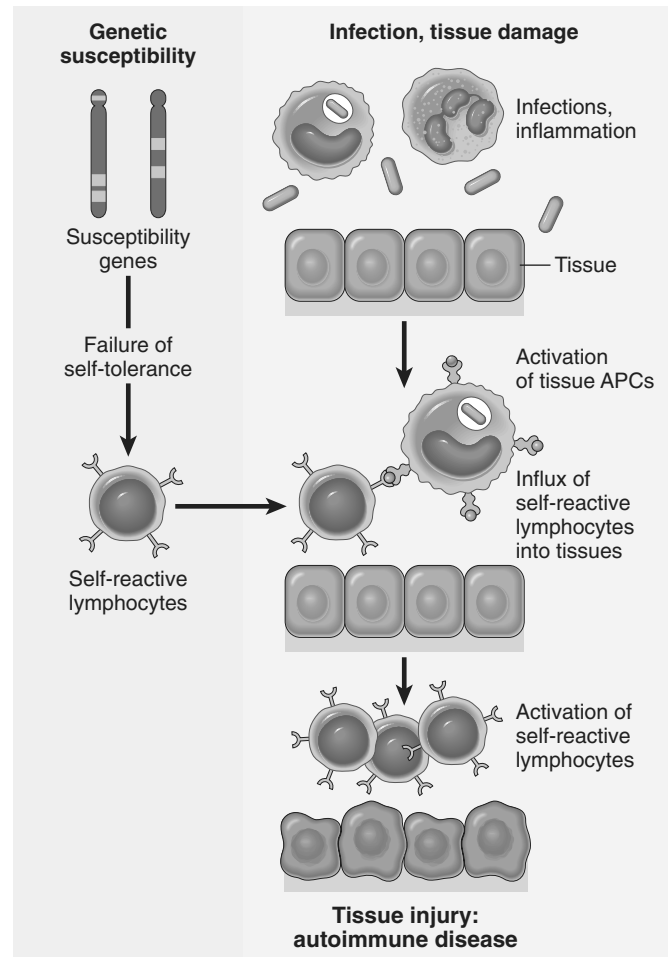 Genetic
susceptibility
Susceptibility
genes
Failure of
self-tolerance
Self-reactive
lymphocytes
Infection, tissue damage
Infections,
inflammation
Tissue
Activation
of tissue APCs
Influx of
self-reactive
lymphocytes
into tissues
Activation of
self-reactive
lymphocytes
Tissue injury:
autoimmune disease